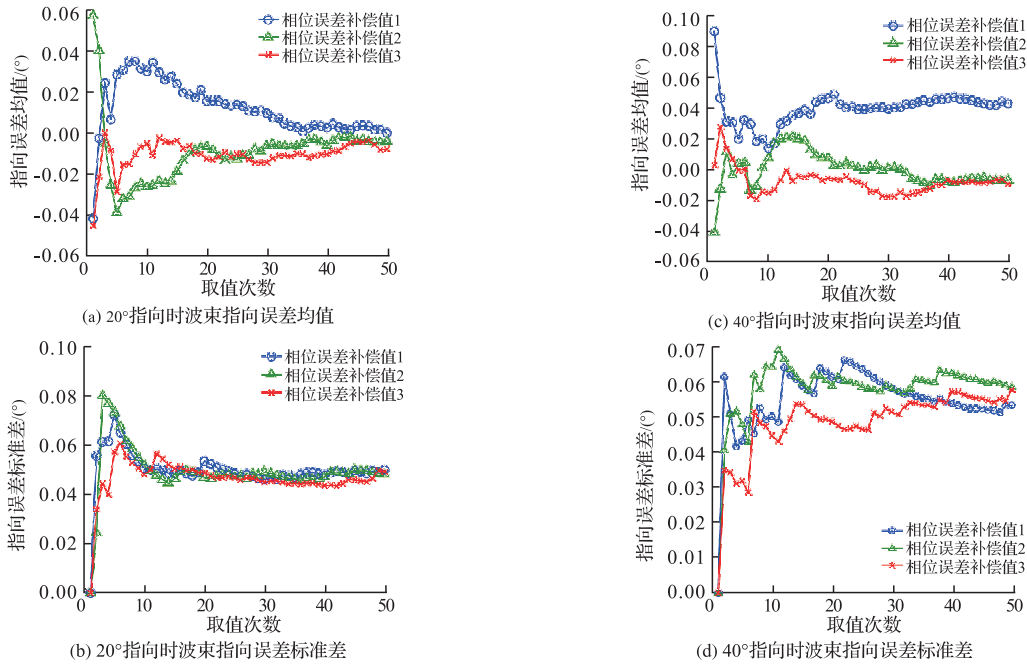 0.06
0.04
0.02
0.00
-0.02
-0.04
-0.06
指向误差均值/(°)
相位误差补偿值1
相位误差补偿值2
相位误差补偿值3
0 10 20 30 40 50
取值次数
(a) 20°指向时波束指向误差均值
0.10
0.08
0.06
0.04
0.02
0.00
指向误差标准差/(°)
相位误差补偿值1
相位误差补偿值2
相位误差补偿值3
0 10 20 30 40 50
取值次数
(b) 20°指向时波束指向误差标准差
0.10
0.08
0.06
0.04
0.02
0.00
-0.02
-0.04
-0.06
指向误差均值/(°)
相位误差补偿值1
相位误差补偿值2
相位误差补偿值3
0 10 20 30 40 50
取值次数
(c) 40°指向时波束指向误差均值
0.07
0.06
0.05
0.04
0.03
0.02
0.01
0.00
指向误差标准差/(°)
相位误差补偿值1
相位误差补偿值2
相位误差补偿值3
0 10 20 30 40 50
取值次数
(d) 40°指向时波束指向误差标准差